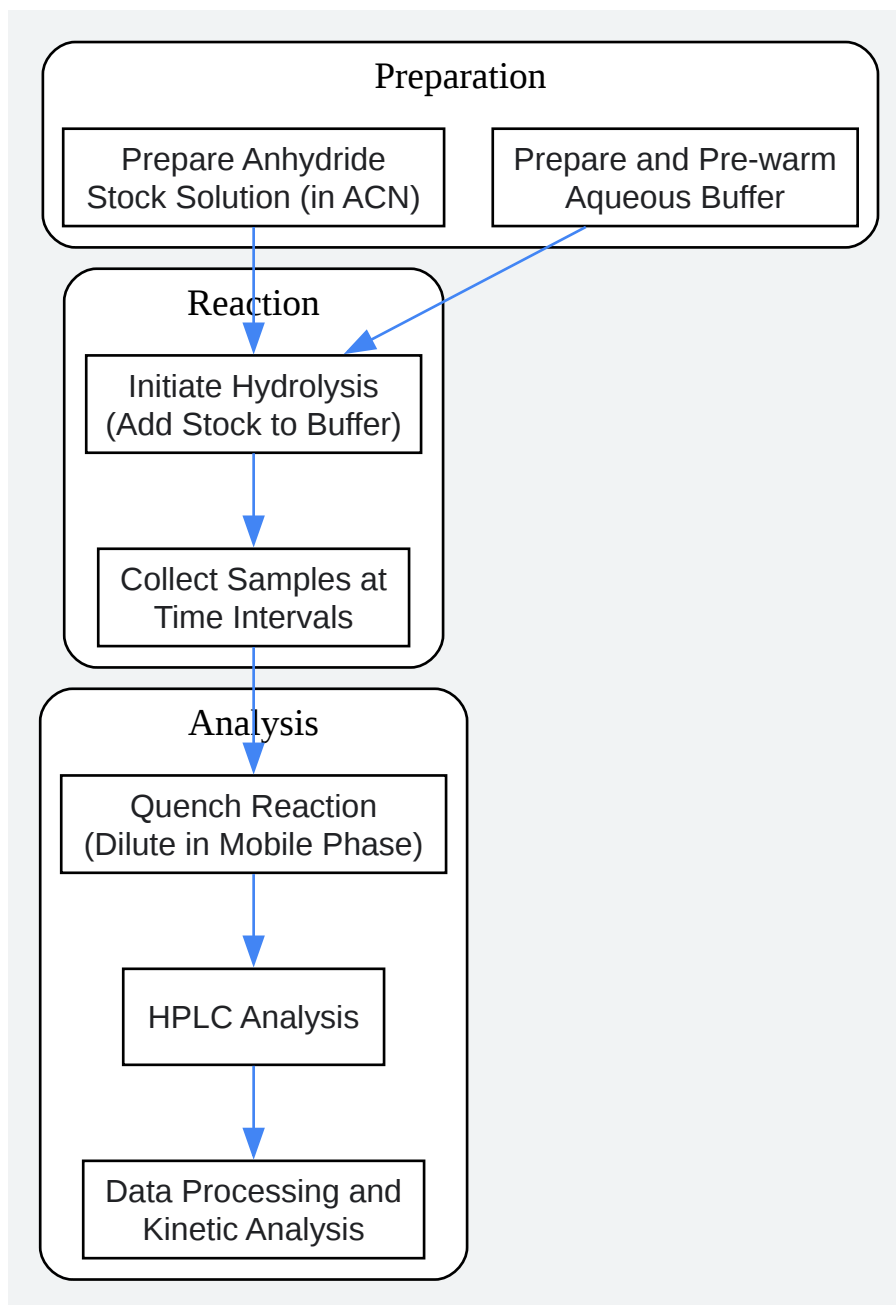 Preparation
Prepare Anhydride
Stock Solution (in ACN)
Prepare and Pre-warm
Aqueous Buffer
Reaction
Initiate Hydrolysis
(Add Stock to Buffer)
Collect Samples at
Time Intervals
Analysis
Quench Reaction
(Dilute in Mobile Phase)
HPLC Analysis
Data Processing and
Kinetic Analysis